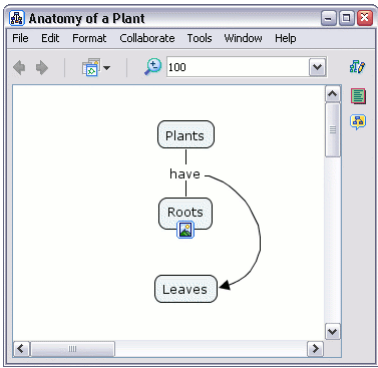 Anatomy of a Plant
File Edit Format Collaborate Tools Window Help
100
Plants
have
Roots
Leaves